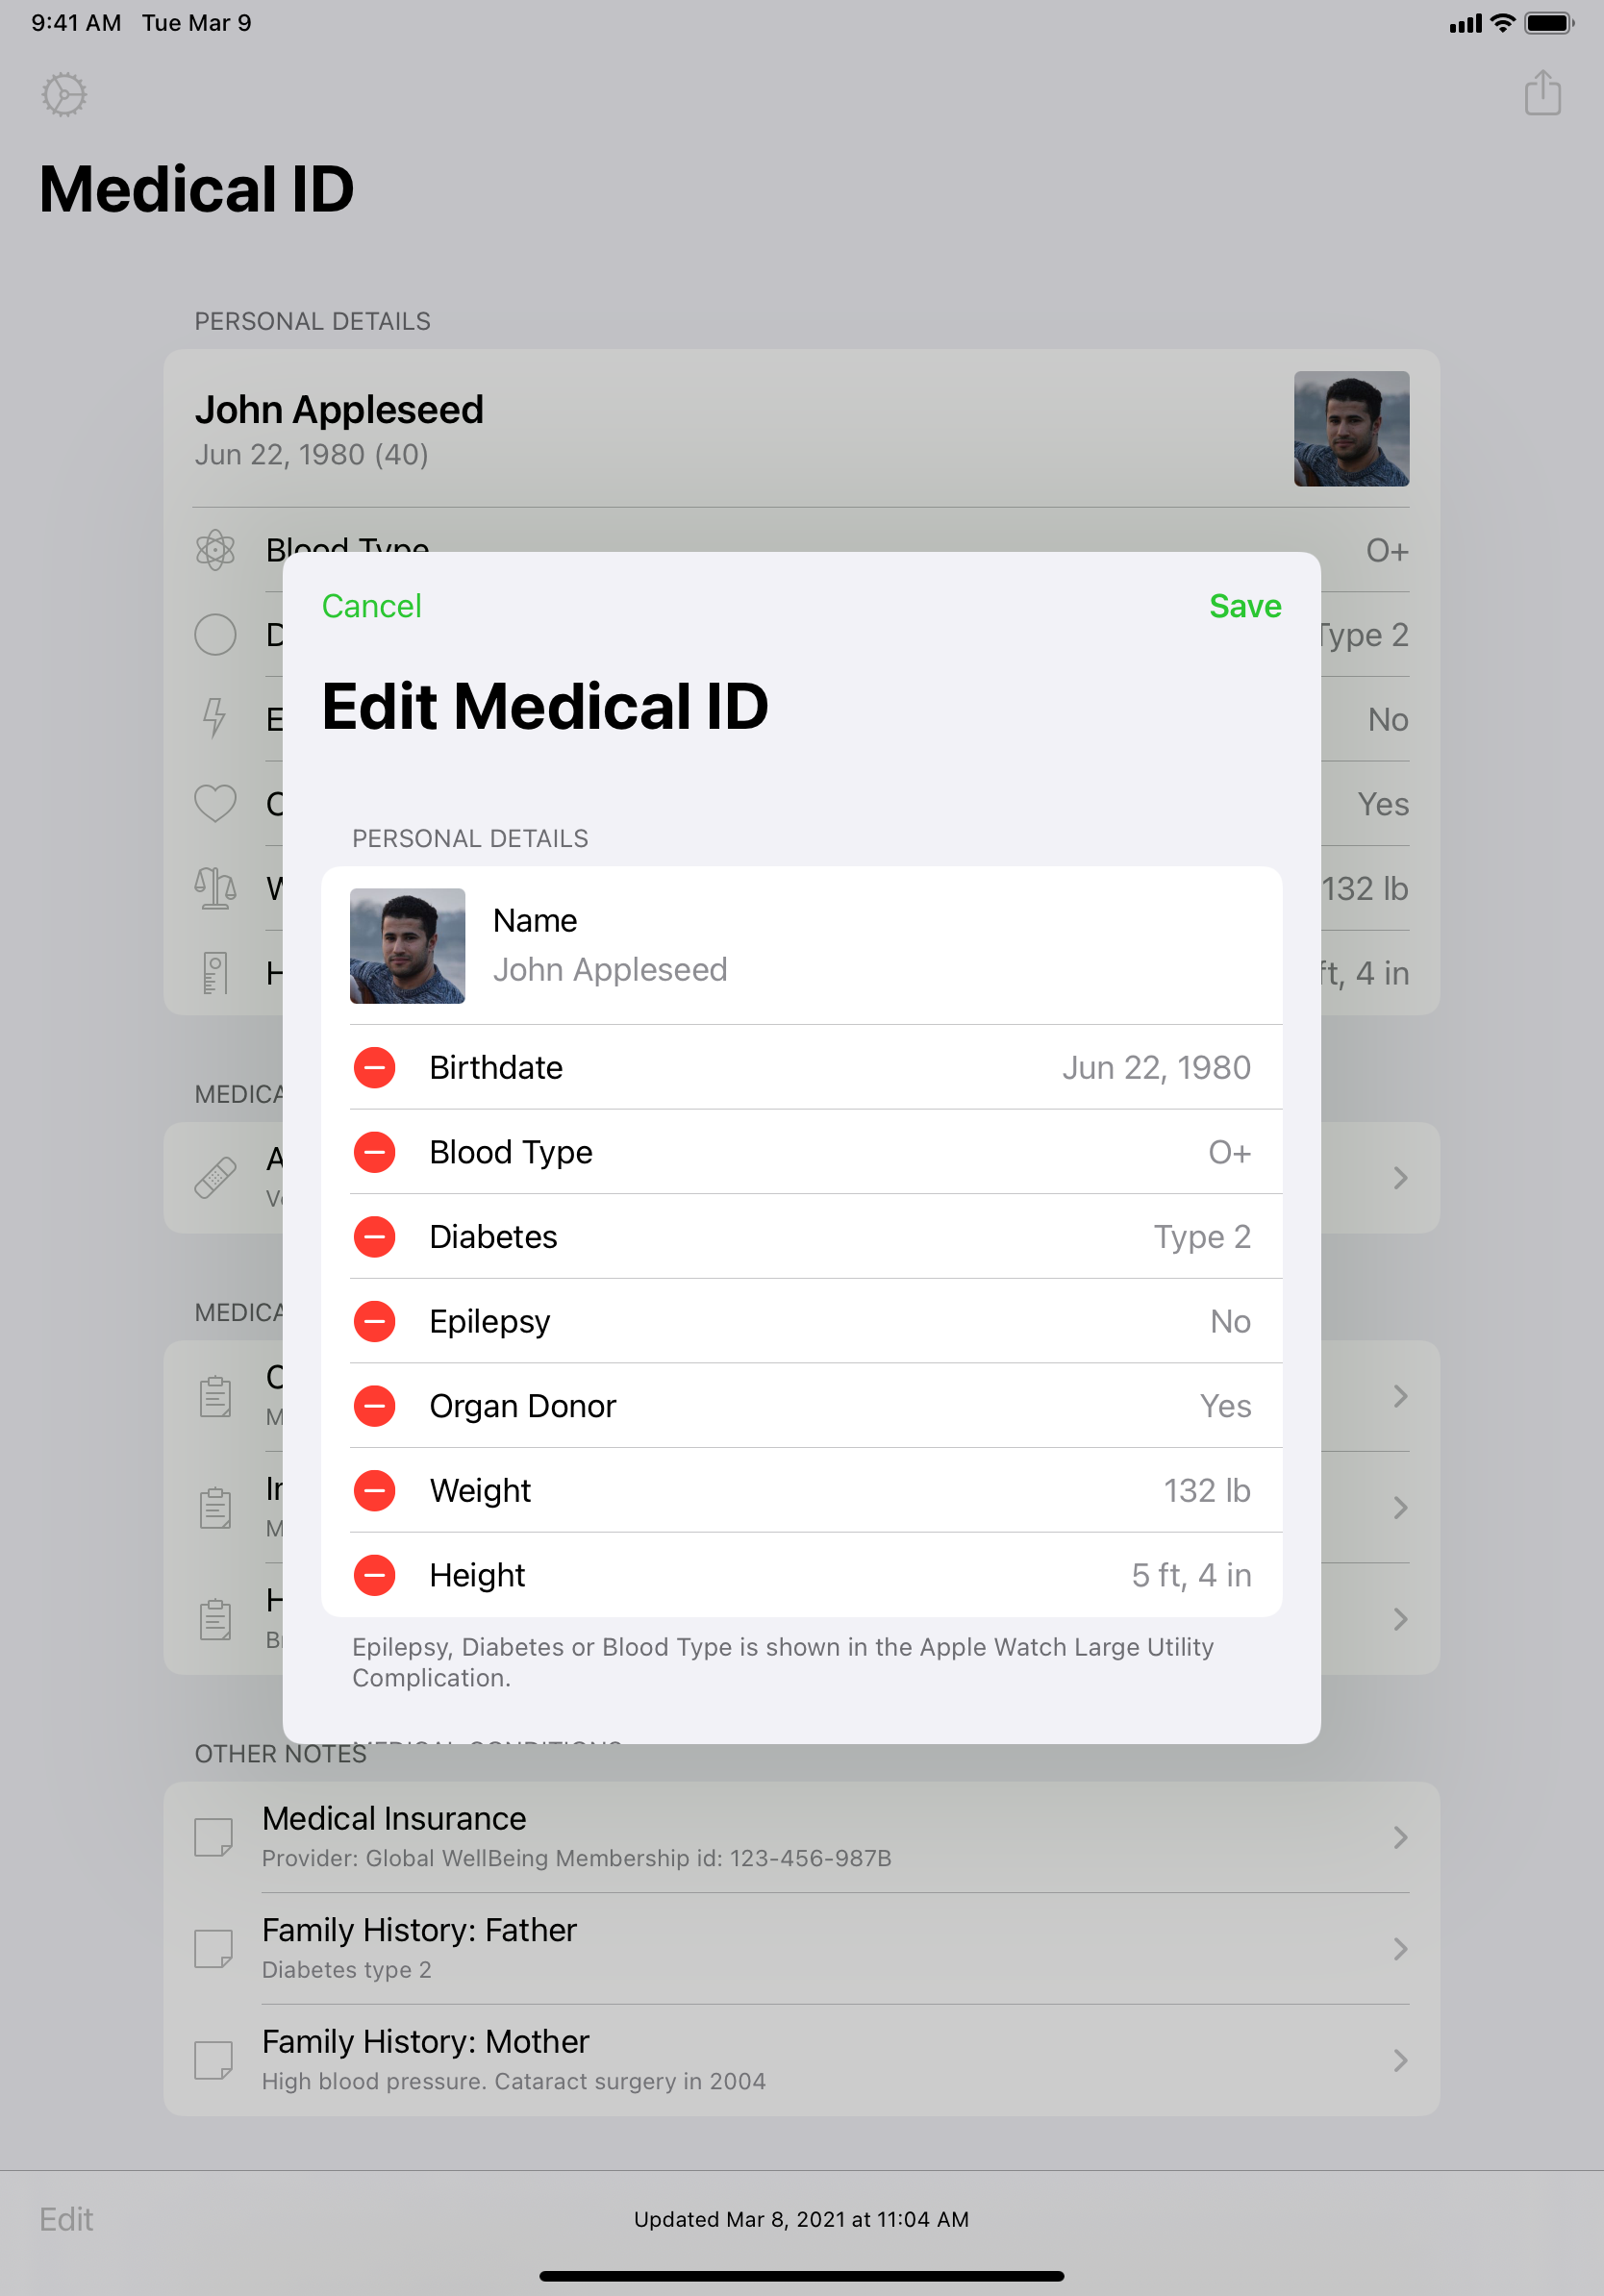 9:41 AM Tue Mar 9
Medical ID
PERSONAL DETAILS
John Appleseed
Jun 22, 1980 (40)
Blood Type O+
Type 2
No
Yes
132 lb
ft, 4 in
Cancel Save
Edit Medical ID
PERSONAL DETAILS
Name
John Appleseed
Birthdate Jun 22, 1980
Blood Type O+
Diabetes Type 2
Epilepsy No
Organ Donor Yes
Weight 132 lb
Height 5 ft, 4 in
Epilepsy, Diabetes or Blood Type is shown in the Apple Watch Large Utility
Complication.
MEDICAL CONDITIONS
OTHER NOTES
Medical Insurance
Provider: Global WellBeing Membership id: 123-456-987B
Family History: Father
Diabetes type 2
Family History: Mother
High blood pressure. Cataract surgery in 2004
Edit
Updated Mar 8, 2021 at 11:04 AM